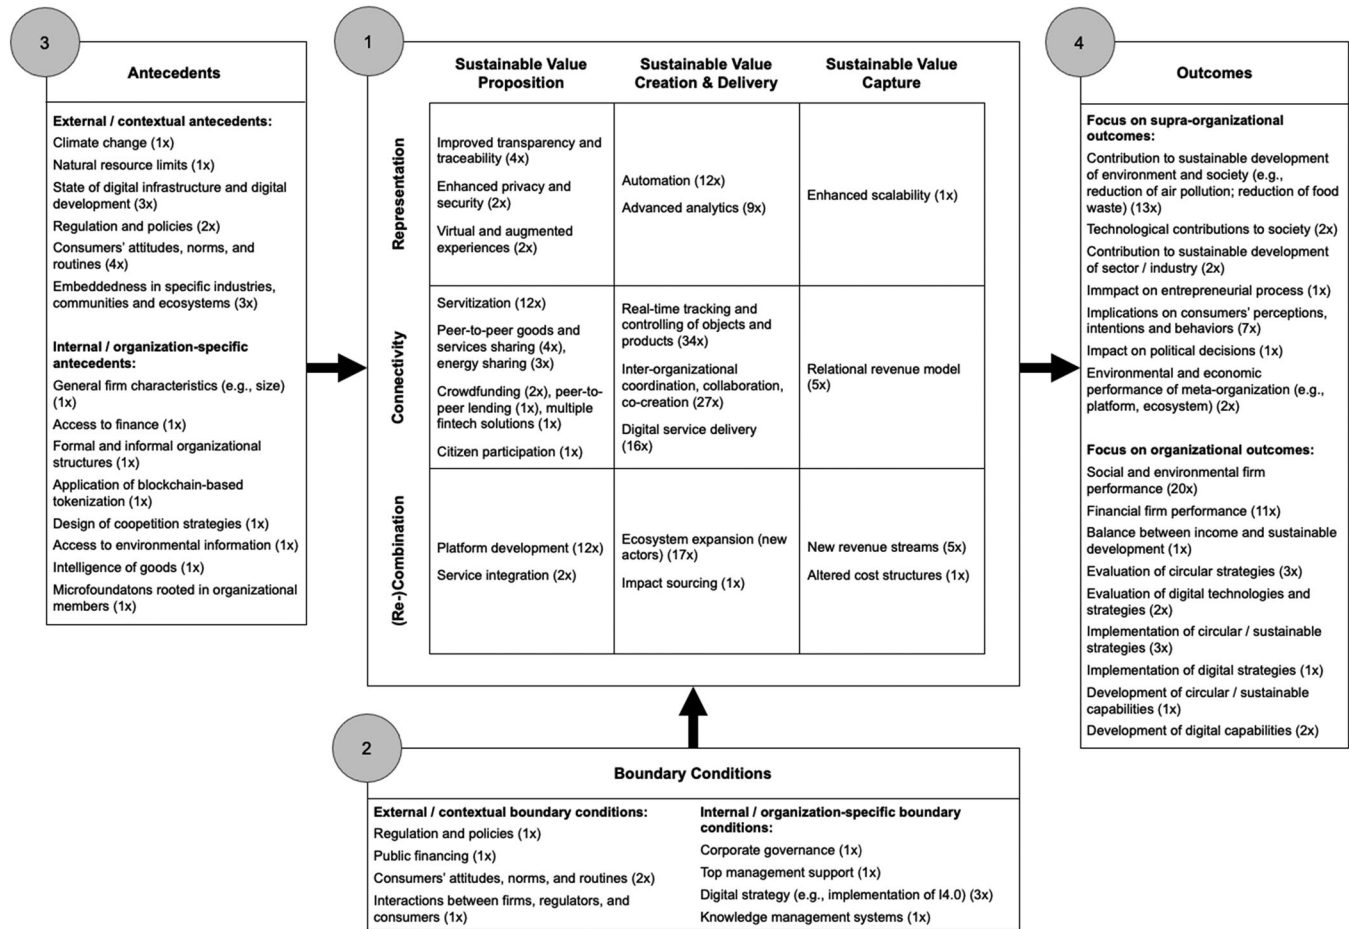 3
Antecedents
External / contextual antecedents:
Climate change (1x)
Natural resource limits (1x)
State of digital infrastructure and digital
development (3x)
Regulation and policies (2x)
Consumers' attitudes, norms, and
routines (4x)
Embeddedness in specific industries,
communities and ecosystems (3x)
Internal / organization-specific
antecedents:
General firm characteristics (e.g., size)
(1x)
Access to finance (1x)
Formal and informal organizational
structures (1x)
Application of blockchain-based
tokenization (1x)
Design of coopetition strategies (1x)
Access to environmental information (1x)
Intelligence of goods (1x)
Microfoundatons rooted in organizational
members (1x)
1
Sustainable Value
Proposition
Sustainable Value
Creation & Delivery
Sustainable Value
Capture
Representation
Improved transparency and
traceability (4x)
Enhanced privacy and
security (2x)
Virtual and augmented
experiences (2x)
Automation (12x)
Advanced analytics (9x)
Enhanced scalability (1x)
Connectivity
Servitization (12x)
Peer-to-peer goods and
services sharing (4x),
energy sharing (3x)
Crowdfunding (2x), peer-to-
peer lending (1x), multiple
fintech solutions (1x)
Citizen participation (1x)
Real-time tracking and
controlling of objects and
products (34x)
Inter-organizational
coordination, collaboration,
co-creation (27x)
Digital service delivery
(16x)
Relational revenue model
(5x)
(Re-)Combination
Platform development (12x)
Service integration (2x)
Ecosystem expansion (new
actors) (17x)
Impact sourcing (1x)
New revenue streams (5x)
Altered cost structures (1x)
2
Boundary Conditions
External / contextual boundary conditions:
Regulation and policies (1x)
Public financing (1x)
Consumers' attitudes, norms, and routines (2x)
Interactions between firms, regulators, and
consumers (1x)
Internal / organization-specific boundary
conditions:
Corporate governance (1x)
Top management support (1x)
Digital strategy (e.g., implementation of I4.0) (3x)
Knowledge management systems (1x)
4
Outcomes
Focus on supra-organizational
outcomes:
Contribution to sustainable development
of environment and society (e.g.,
reduction of air pollution; reduction of food
waste) (13x)
Technological contributions to society (2x)
Contribution to sustainable development
of sector / industry (2x)
Immpact on entrepreneurial process (1x)
Implications on consumers' perceptions,
intentions and behaviors (7x)
Impact on political decisions (1x)
Environmental and economic
performance of meta-organization (e.g.,
platform, ecosystem) (2x)
Focus on organizational outcomes:
Social and environmental firm
performance (20x)
Financial firm performance (11x)
Balance between income and sustainable
development (1x)
Evaluation of circular strategies (3x)
Evaluation of digital technologies and
strategies (2x)
Implementation of circular / sustainable
strategies (3x)
Implementation of digital strategies (1x)
Development of circular / sustainable
capabilities (1x)
Development of digital capabilities (2x)